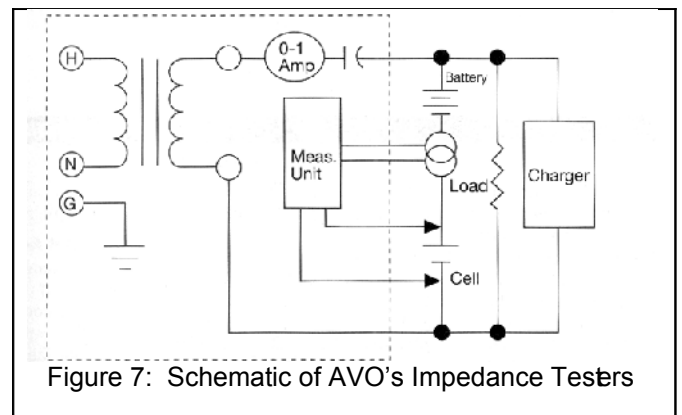 H
0-1
Amp
Battery
N
Meas.
Unit
Load
Charger
G
Cell
Figure 7: Schematic of AVO's Impedance Testers